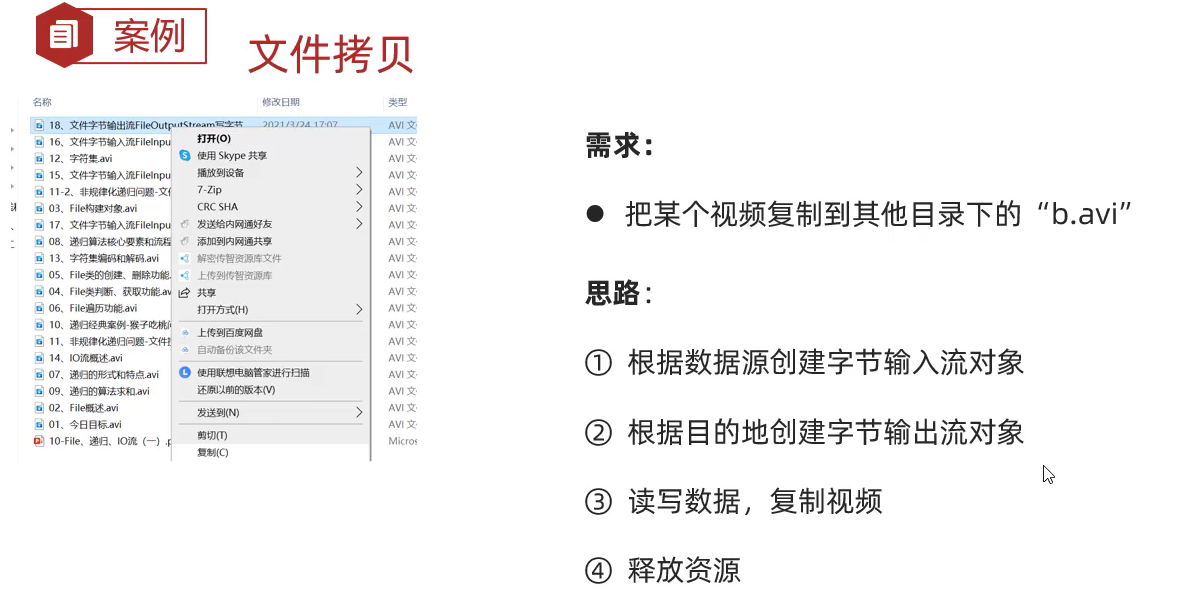 案例
文件拷贝
名称 修改日期 类型
18、文件字节输出流FileOutputStream写字节 2021/3/24 17:07 AVI 文
16、文件字节输入流FileInpu AVI 文
12、字符集.avi AVI 文
15、文件字节输入流FileInpu AVI 文
11-2、非规律化递归问题-文 AVI 文
03、File构建对象.avi AVI 文
17、文件字节输入流FileInpu AVI 文
08、递归算法核心要素和流程 AVI 文
13、字符集编码和解码.avi AVI 文
05、File类的创建、删除功能. AVI 文
04、File类判断、获取功能.av AVI 文
06、File遍历功能.avi AVI 文
10、递归经典案例-猴子吃桃 AVI 文
11、非规律化递归问题-文件 AVI 文
14、IO流概述.avi AVI 文
07、递归的形式和特点.avi AVI 文
09、递归的算法求和.avi AVI 文
02、File概述.avi AVI 文
01、今日目标.avi AVI 文
10-File、递归、IO流（一）.p Micros
打开(O)
使用 Skype 共享
播放到设备
7-Zip
CRC SHA
发送给内网通好友
添加到内网通共享
解密传智资源库文件
上传到传智资源库
共享
打开方式(H)
上传到百度网盘
自动备份该文件夹
使用联想电脑管家进行扫描
还原以前的版本(V)
发送到(N)
剪切(T)
复制(C)
需求：
● 把某个视频复制到其他目录下的“b.avi”
思路：
① 根据数据源创建字节输入流对象
② 根据目的地创建字节输出流对象
③ 读写数据，复制视频
④ 释放资源